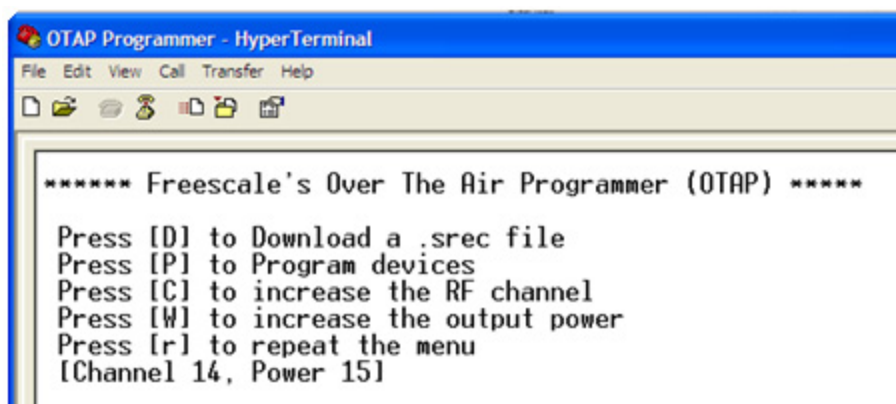 OTAP Programmer - HyperTerminal
File Edit View Call Transfer Help
****** Freescale's Over The Air Programmer (OTAP) *****
Press [D] to Download a .srec file
Press [P] to Program devices
Press [C] to increase the RF channel
Press [W] to increase the output power
Press [r] to repeat the menu
[Channel 14, Power 15]